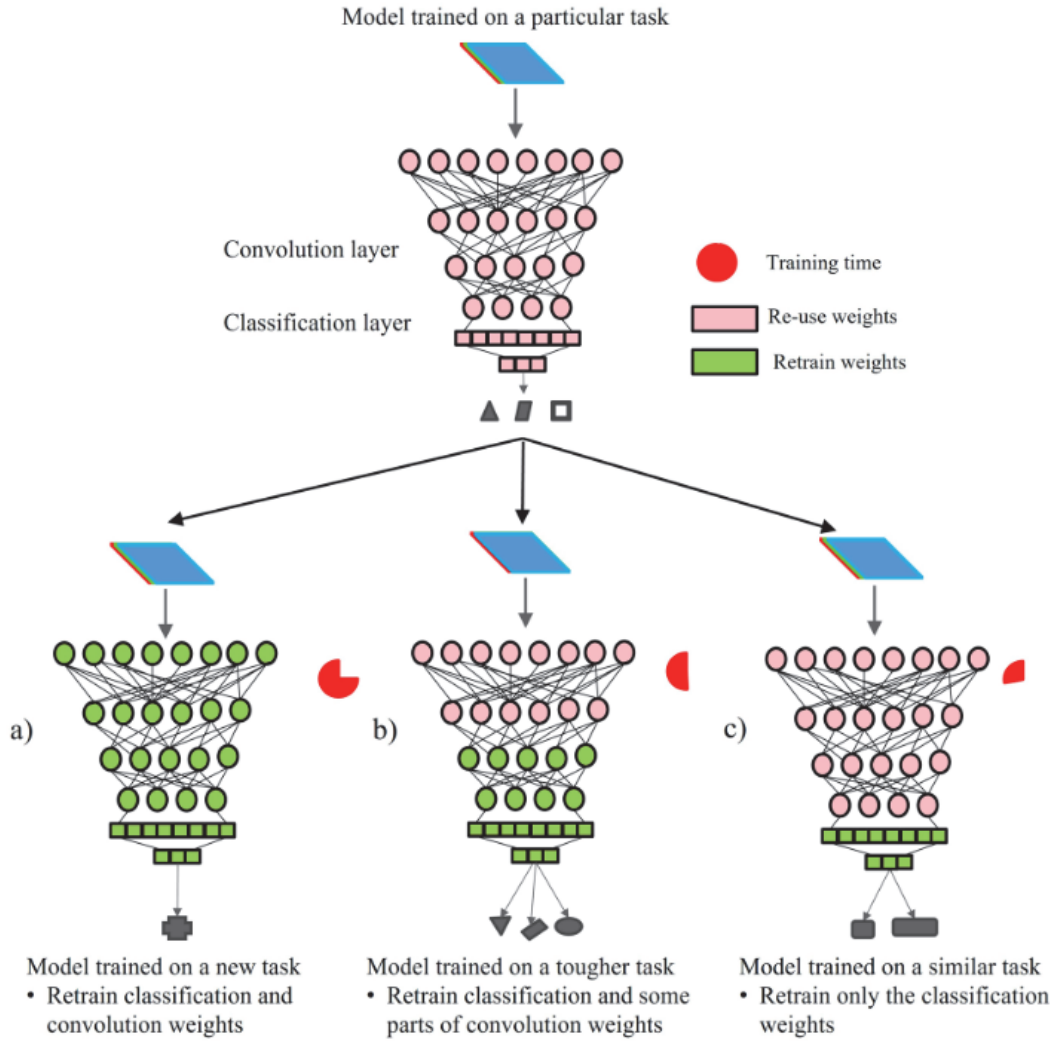 Model trained on a particular task
Convolution layer
Classification layer
Training time
Re-use weights
Retrain weights
a)
b)
c)
Model trained on a new task
• Retrain classification and
convolution weights
Model trained on a tougher task
• Retrain classification and some
parts of convolution weights
Model trained on a similar task
• Retrain only the classification
weights